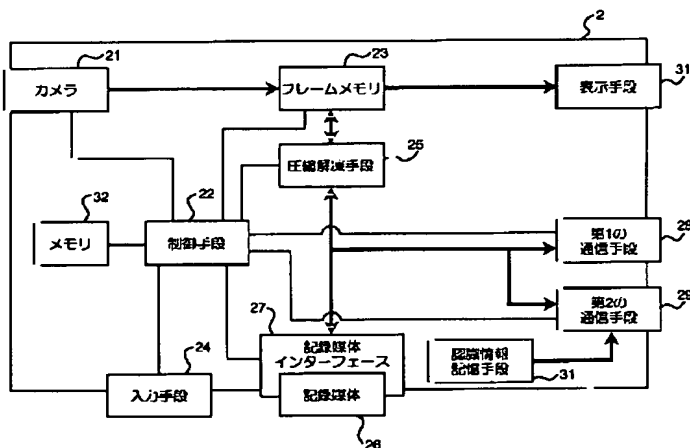 2
21
カメラ
23
フレームメモリ
31
表示手段
25
圧縮解凍手段
32
メモリ
22
制御手段
第1の
通信手段
28
第2の
通信手段
29
27
記録媒体
インターフェース
24
入力手段
記録媒体
26
認識情報
記憶手段
31